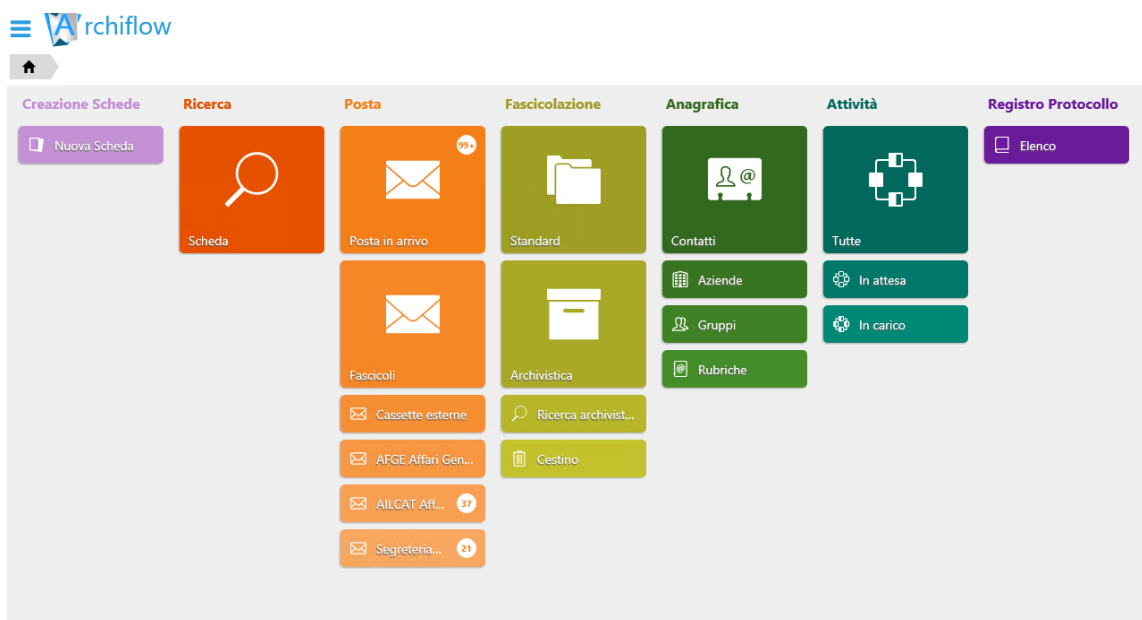 Archiflow
Creazione Schede
Nuova Scheda
Ricerca
Scheda
Posta
99+
Posta in arrivo
Fascicoli
Cassette esterne
AFGE Affari Gen...
AILCAT Aff... 37
Segreteria... 21
Fascicolazione
Standard
Archivistica
Ricerca archivist...
Cestino
Anagrafica
@
Contatti
Aziende
Gruppi
@ Rubriche
Attività
Tutte
In attesa
In carico
Registro Protocollo
Elenco